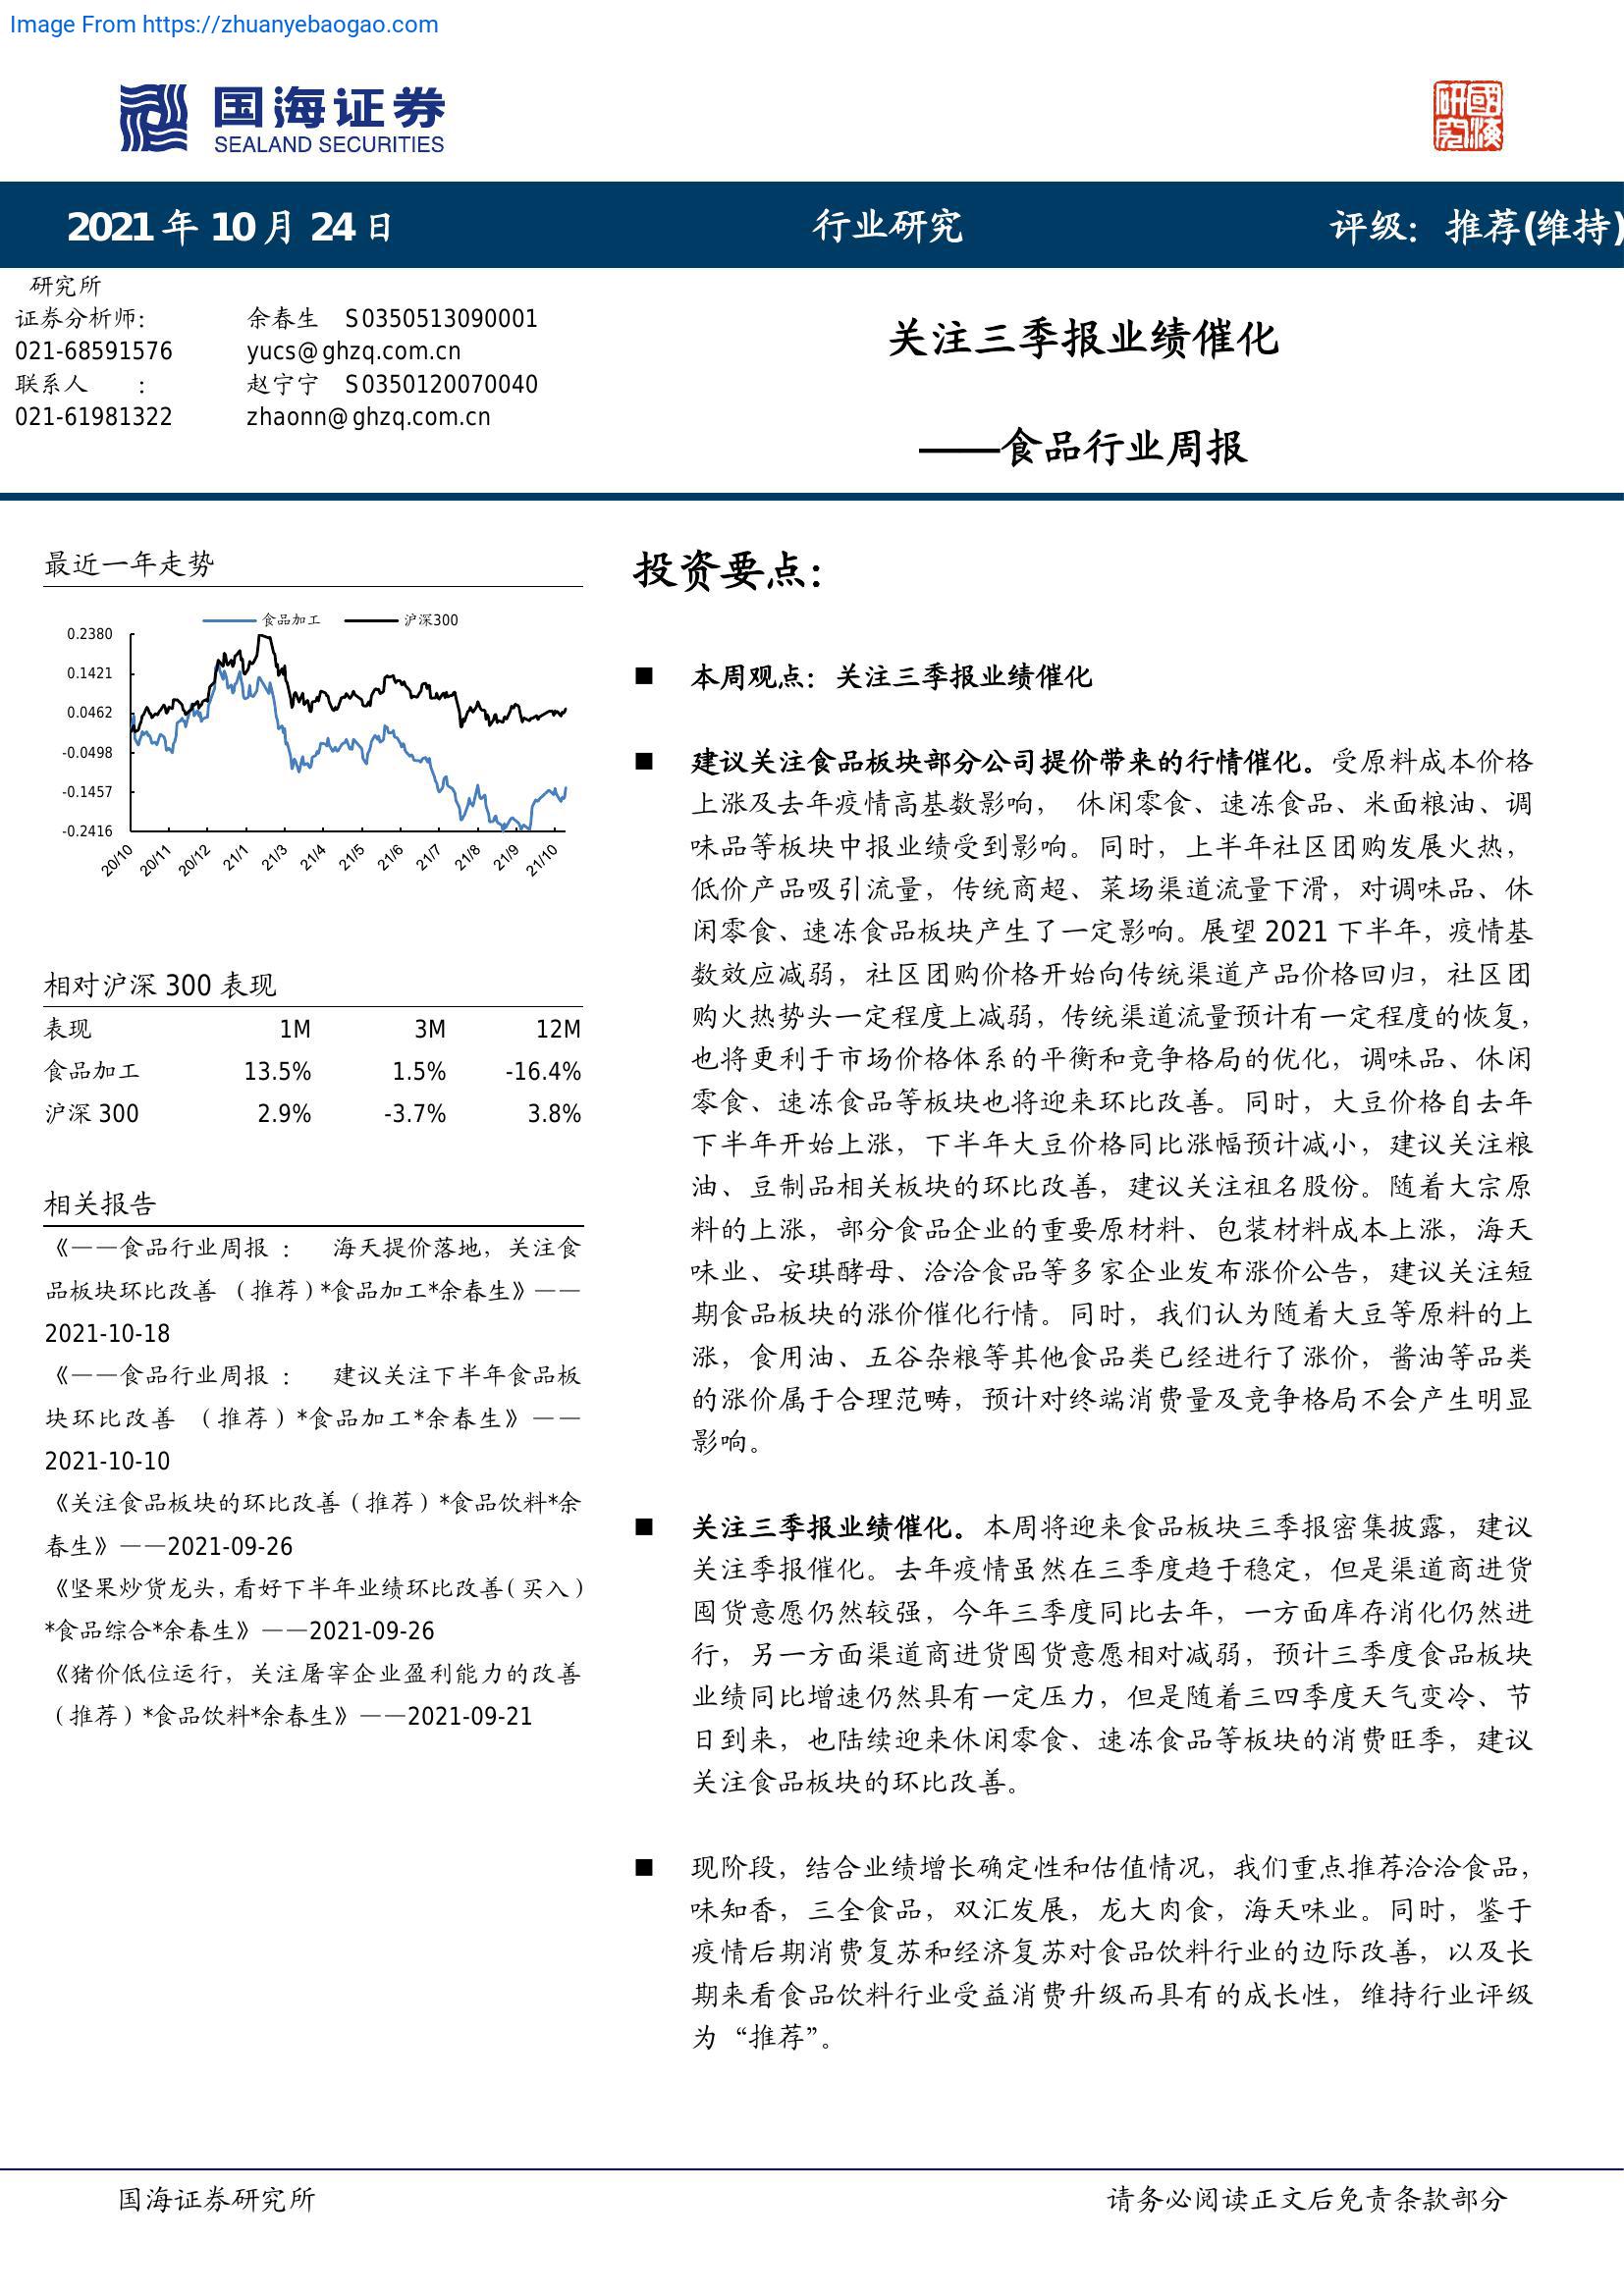 Image From https://zhuanyebaogao.com
国海证券
SEALAND SECURITIES
研究
國海
2021 年 10 月 24 日
行业研究
评级：推荐(维持)
研究所
证券分析师： 余春生 S0350513090001
021-68591576 yucs@ghzq.com.cn
联系人 ： 赵宁宁 S0350120070040
021-61981322 zhaonn@ghzq.com.cn
关注三季报业绩催化
——食品行业周报
最近一年走势
食品加工 沪深300
0.2380
0.1421
0.0462
-0.0498
-0.1457
-0.2416
20/10 20/11 20/12 21/1 21/3 21/4 21/5 21/6 21/7 21/8 21/9 21/10
相对沪深 300 表现
表现 1M 3M 12M
食品加工 13.5% 1.5% -16.4%
沪深 300 2.9% -3.7% 3.8%
相关报告
《——食品行业周报 ： 海天提价落地，关注食
品板块环比改善 （推荐）*食品加工*余春生》——
2021-10-18
《——食品行业周报 ： 建议关注下半年食品板
块环比改善 （推荐）*食品加工*余春生》——
2021-10-10
《关注食品板块的环比改善（推荐）*食品饮料*余
春生》——2021-09-26
《坚果炒货龙头，看好下半年业绩环比改善（买入）
*食品综合*余春生》——2021-09-26
《猪价低位运行，关注屠宰企业盈利能力的改善
（推荐）*食品饮料*余春生》——2021-09-21
投资要点：
■ 本周观点：关注三季报业绩催化
■ 建议关注食品板块部分公司提价带来的行情催化。受原料成本价格
上涨及去年疫情高基数影响， 休闲零食、速冻食品、米面粮油、调
味品等板块中报业绩受到影响。同时，上半年社区团购发展火热，
低价产品吸引流量，传统商超、菜场渠道流量下滑，对调味品、休
闲零食、速冻食品板块产生了一定影响。展望 2021 下半年，疫情基
数效应减弱，社区团购价格开始向传统渠道产品价格回归，社区团
购火热势头一定程度上减弱，传统渠道流量预计有一定程度的恢复，
也将更利于市场价格体系的平衡和竞争格局的优化，调味品、休闲
零食、速冻食品等板块也将迎来环比改善。同时，大豆价格自去年
下半年开始上涨，下半年大豆价格同比涨幅预计减小，建议关注粮
油、豆制品相关板块的环比改善，建议关注祖名股份。随着大宗原
料的上涨，部分食品企业的重要原材料、包装材料成本上涨，海天
味业、安琪酵母、洽洽食品等多家企业发布涨价公告，建议关注短
期食品板块的涨价催化行情。同时，我们认为随着大豆等原料的上
涨，食用油、五谷杂粮等其他食品类已经进行了涨价，酱油等品类
的涨价属于合理范畴，预计对终端消费量及竞争格局不会产生明显
影响。
■ 关注三季报业绩催化。本周将迎来食品板块三季报密集披露，建议
关注季报催化。去年疫情虽然在三季度趋于稳定，但是渠道商进货
囤货意愿仍然较强，今年三季度同比去年，一方面库存消化仍然进
行，另一方面渠道商进货囤货意愿相对减弱，预计三季度食品板块
业绩同比增速仍然具有一定压力，但是随着三四季度天气变冷、节
日到来，也陆续迎来休闲零食、速冻食品等板块的消费旺季，建议
关注食品板块的环比改善。
■ 现阶段，结合业绩增长确定性和估值情况，我们重点推荐洽洽食品，
味知香，三全食品，双汇发展，龙大肉食，海天味业。同时，鉴于
疫情后期消费复苏和经济复苏对食品饮料行业的边际改善，以及长
期来看食品饮料行业受益消费升级而具有的成长性，维持行业评级
为“推荐”。
国海证券研究所
请务必阅读正文后免责条款部分